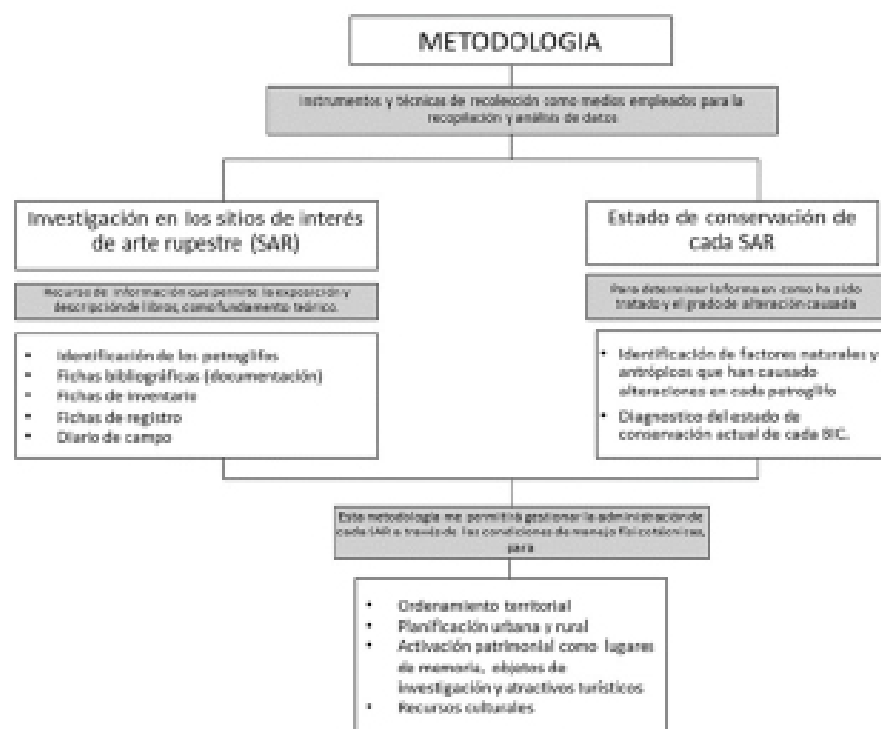 METODOLOGIA
Instrumentos y técnicas de recolección como medios empleados para la
recopilación y análisis de datos
Investigación en los sitios de interés
de arte rupestre (SAR)
Recurso de información que permite la exposición y
descripción de libros, como fundamento teórico.
• Identificación de los petroglifos
• Fichas bibliográficas (documentación)
• Fichas de inventario
• Fichas de registro
• Diario de campo
Estado de conservación de
cada SAR
Para determinar la forma en como ha sido
tratado y el grado de alteración causada
• Identificación de factores naturales y
antrópicos que han causado
alteraciones en cada petroglifo
• Diagnostico del estado de
conservación actual de cada BIC.
Esta metodología me permitirá gestionar la administración de
cada SAR a través de las condiciones de manejo físico técnicas,
para
• Ordenamiento territorial
• Planificación urbana y rural
• Activación patrimonial como lugares
de memoria, objetos de
investigación y atractivos turísticos
• Recursos culturales